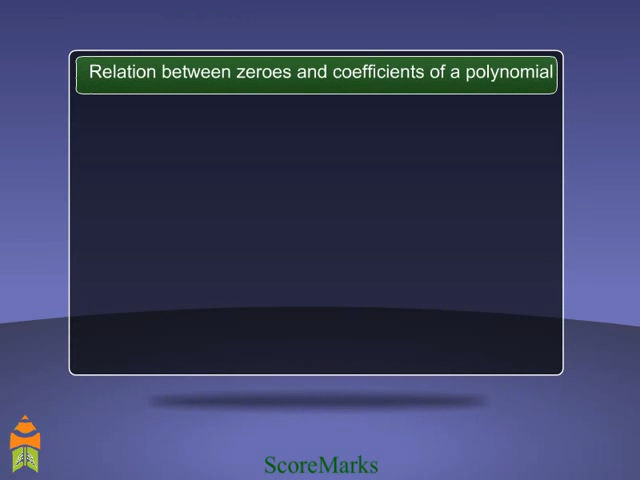 Relation between zeroes and coefficients of a polynomial
ScoreMarks